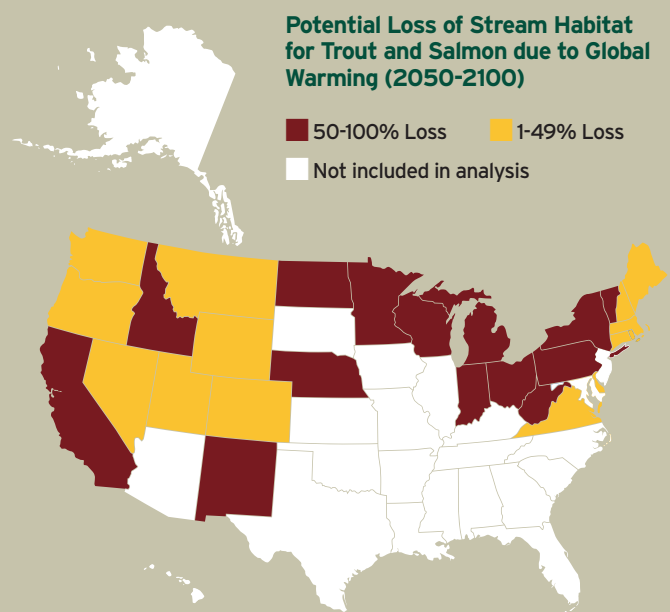 Potential Loss of Stream Habitat
for Trout and Salmon due to Global
Warming (2050-2100)
50-100% Loss
1-49% Loss
Not included in analysis